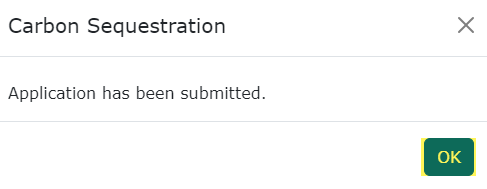 Carbon Sequestration
Application has been submitted.
OK